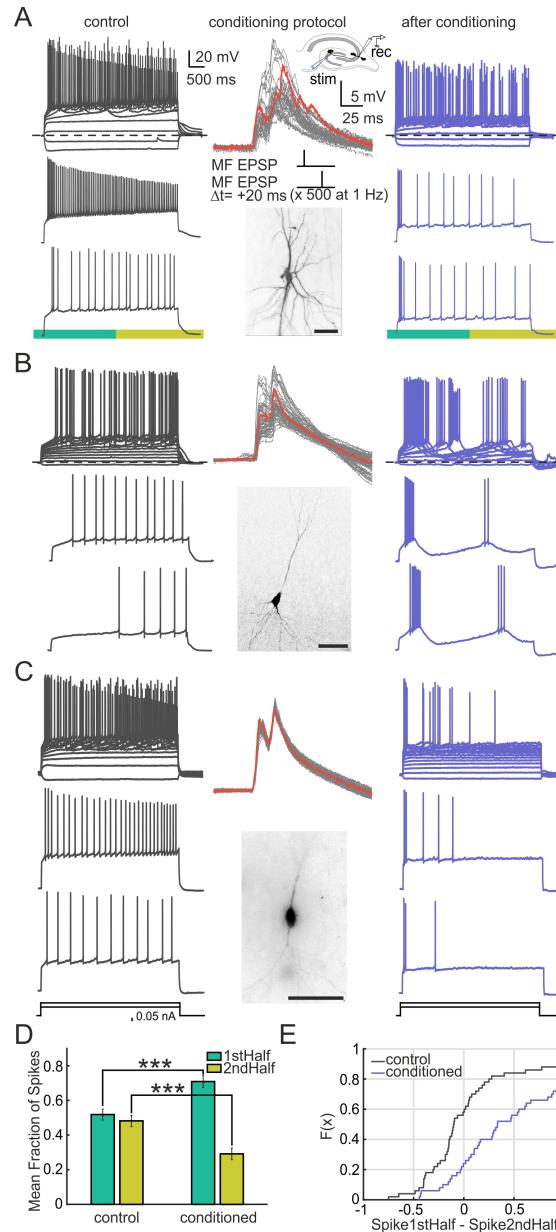 A
control
conditioning protocol
after conditioning
20 mV
500 ms
rec
stim
5 mV
25 ms
MF EPSP
MF EPSP
Δt= +20 ms (x 500 at 1 Hz)
B
C
0.05 nA
D
Mean Fraction of Spikes
0.8
0.6
0.4
0.2
0
***
***
1stHalf
2ndHalf
control
conditioned
E
F(x)
1
0.8
0.6
0.4
0.2
0
control
conditioned
-1
-0.5
0
0.5
Spike1stHalf - Spike2ndHalf